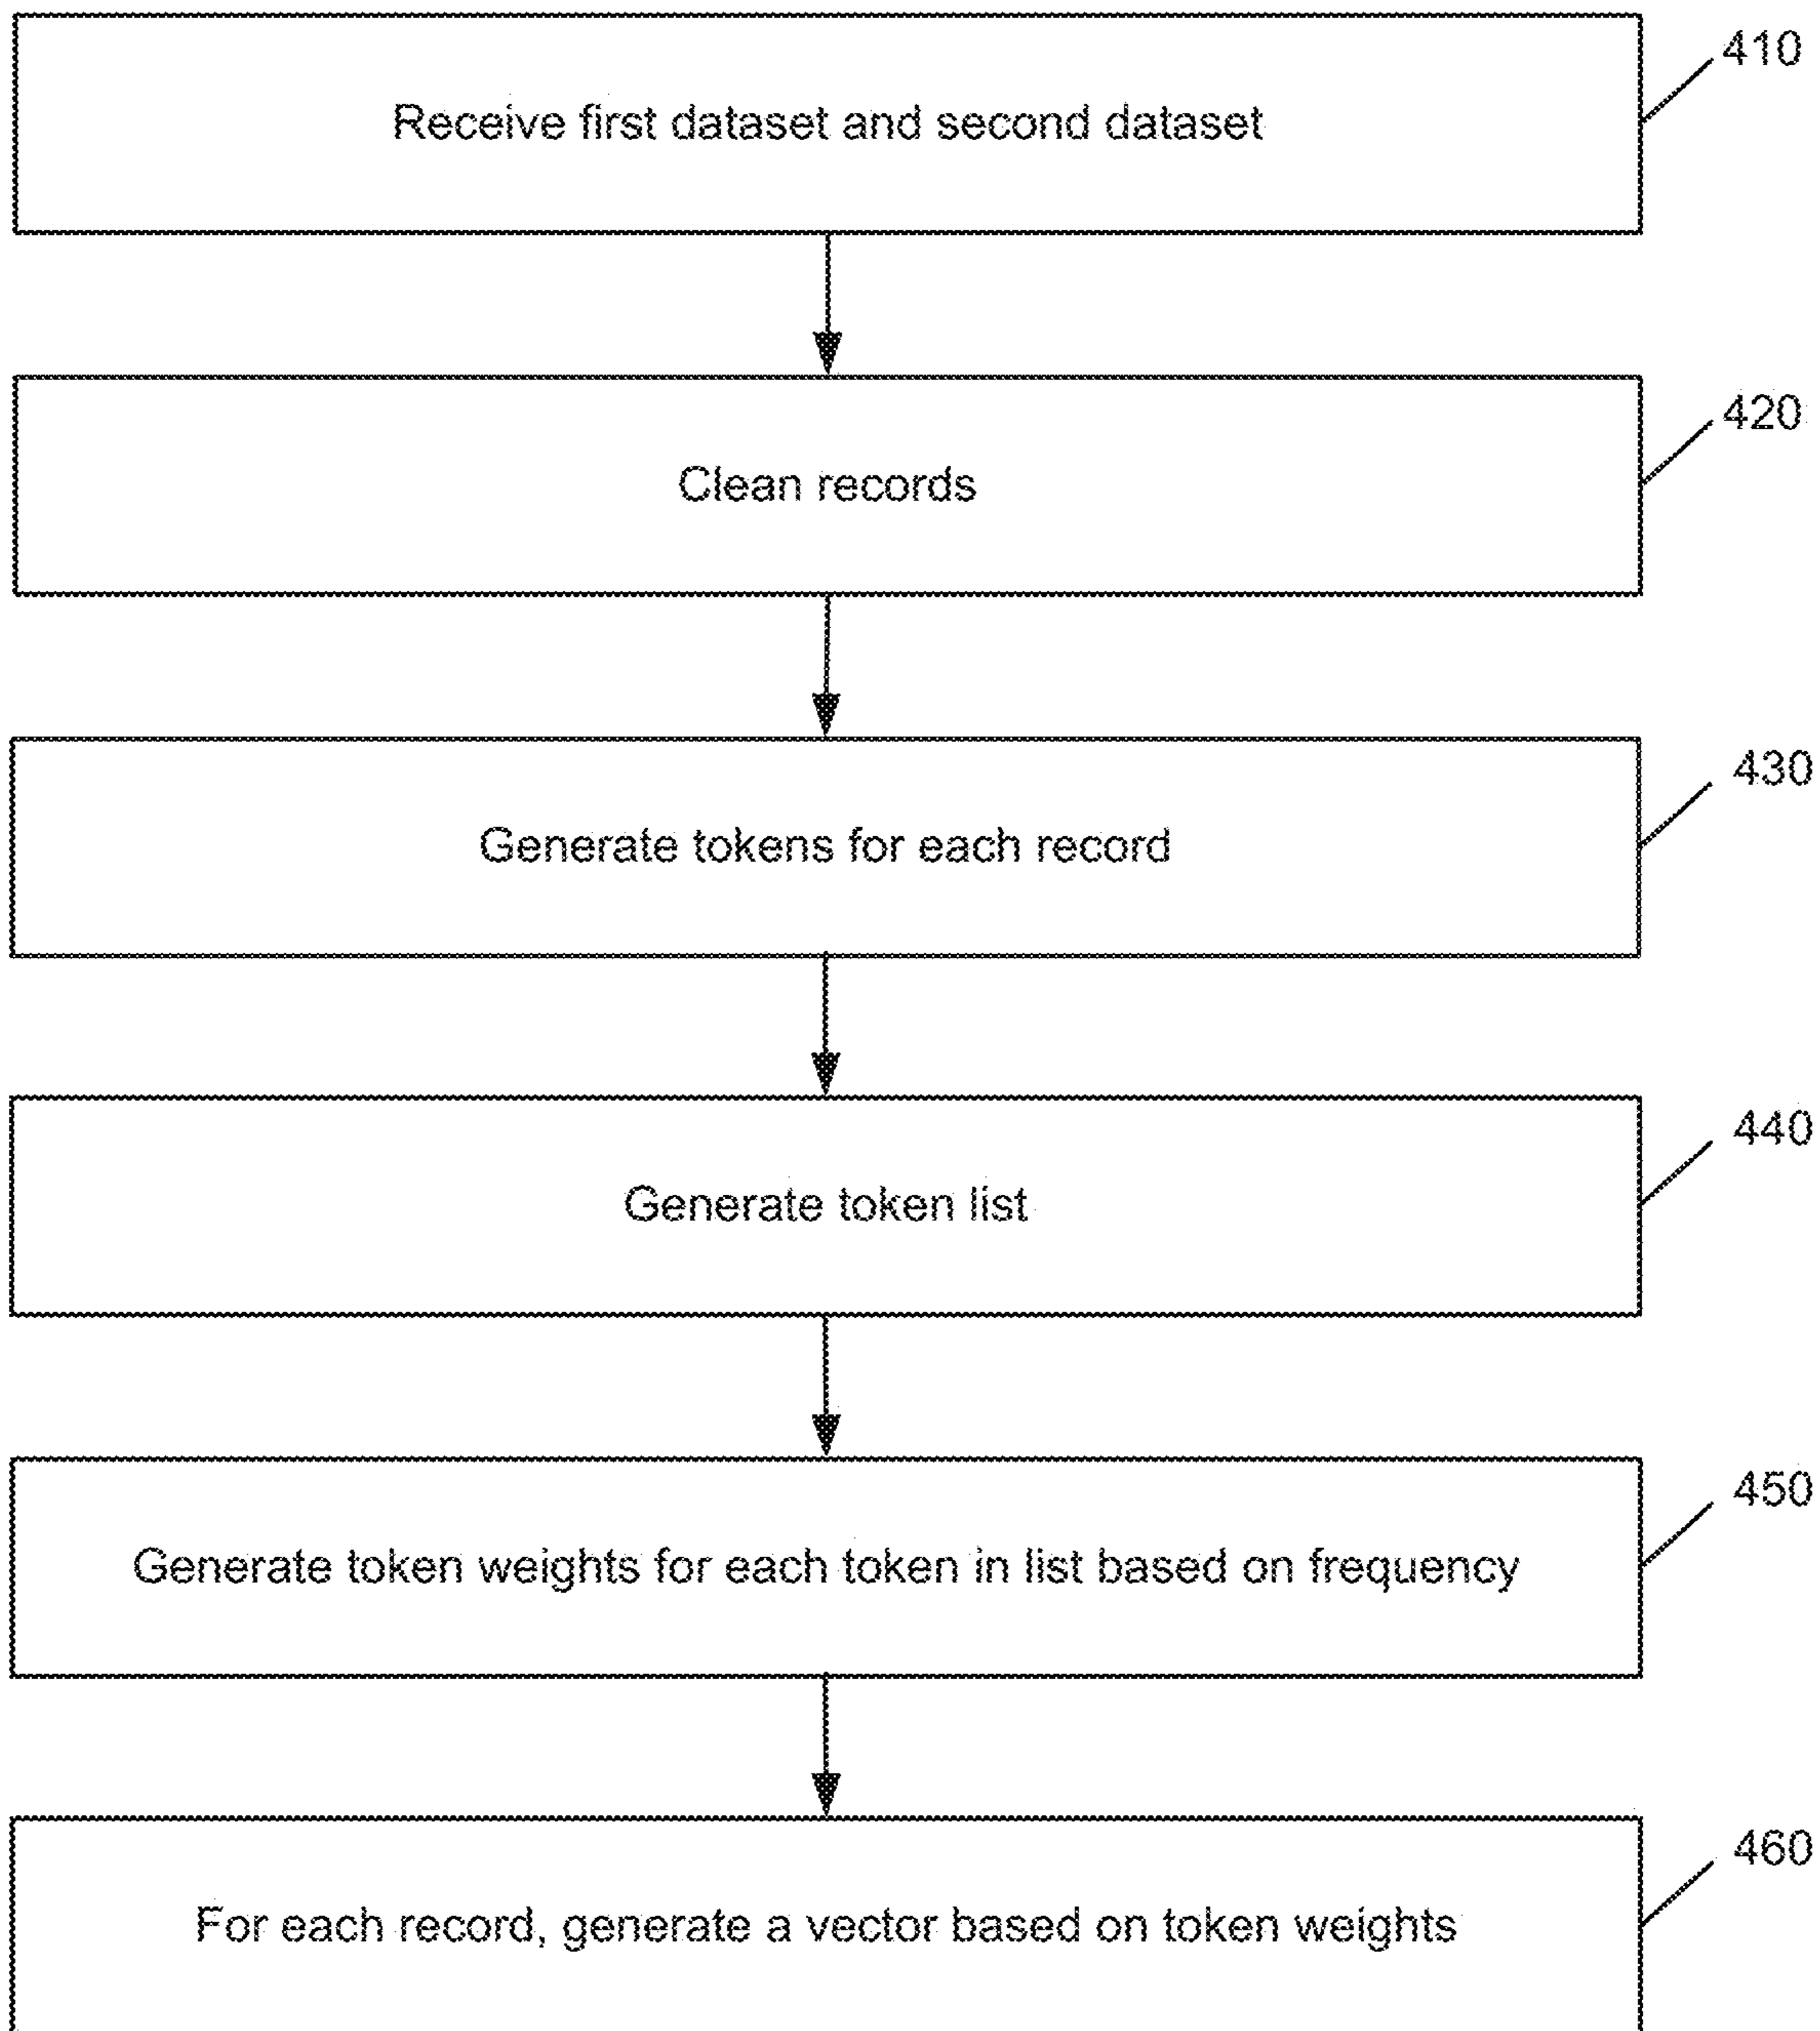 Receive first dataset and second dataset
410
Clean records
420
Generate tokens for each record
430
Generate token list
440
Generate token weights for each token in list based on frequency
450
For each record, generate a vector based on token weights
460